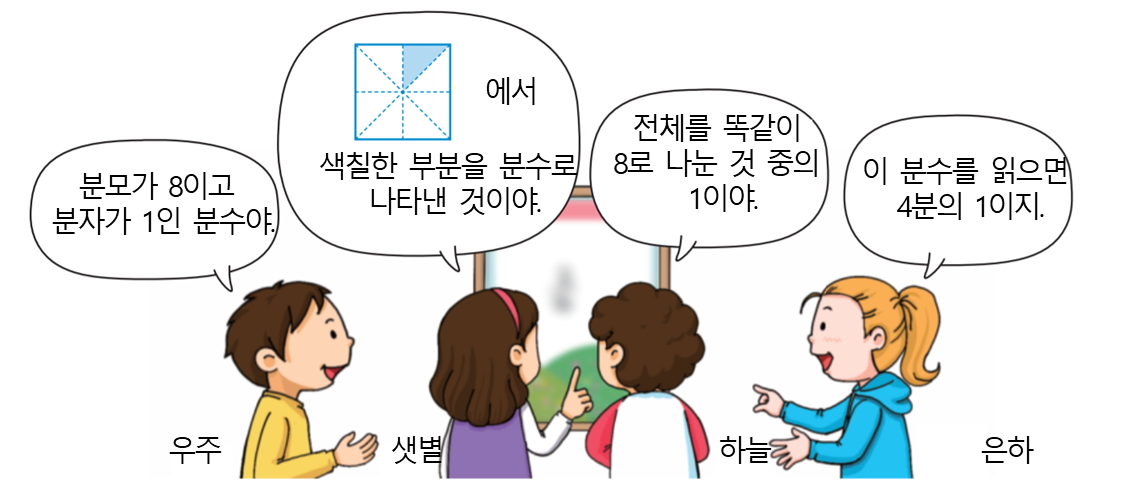 분모가 8이고
분자가 1인 분수야.
에서
색칠한 부분을 분수로
나타낸 것이야.
전체를 똑같이
8로 나눈 것 중의
1이야.
이 분수를 읽으면
4분의 1이지.
우주
샛별
하늘
은하